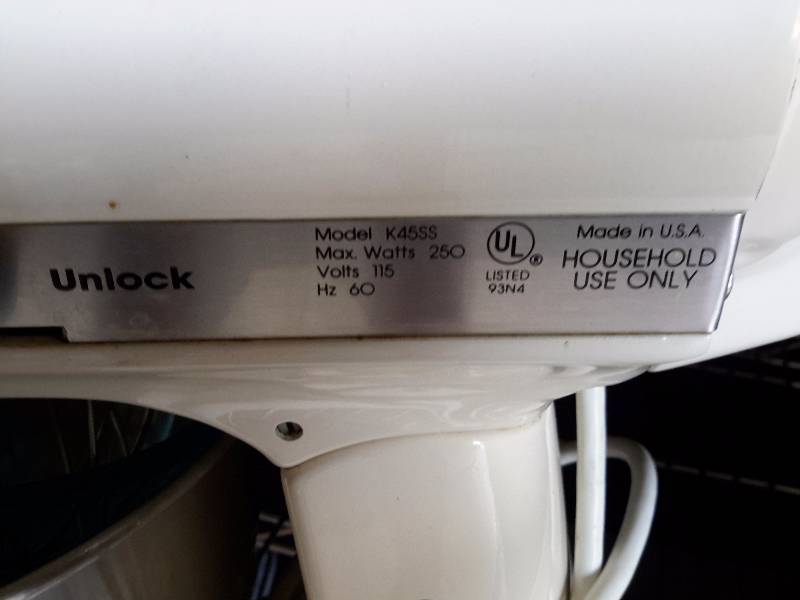 Unlock
Model K45SS
Max. Watts 250
Volts 115
Hz 60
UL®
LISTED
93N4
Made in U.S.A.
HOUSEHOLD
USE ONLY